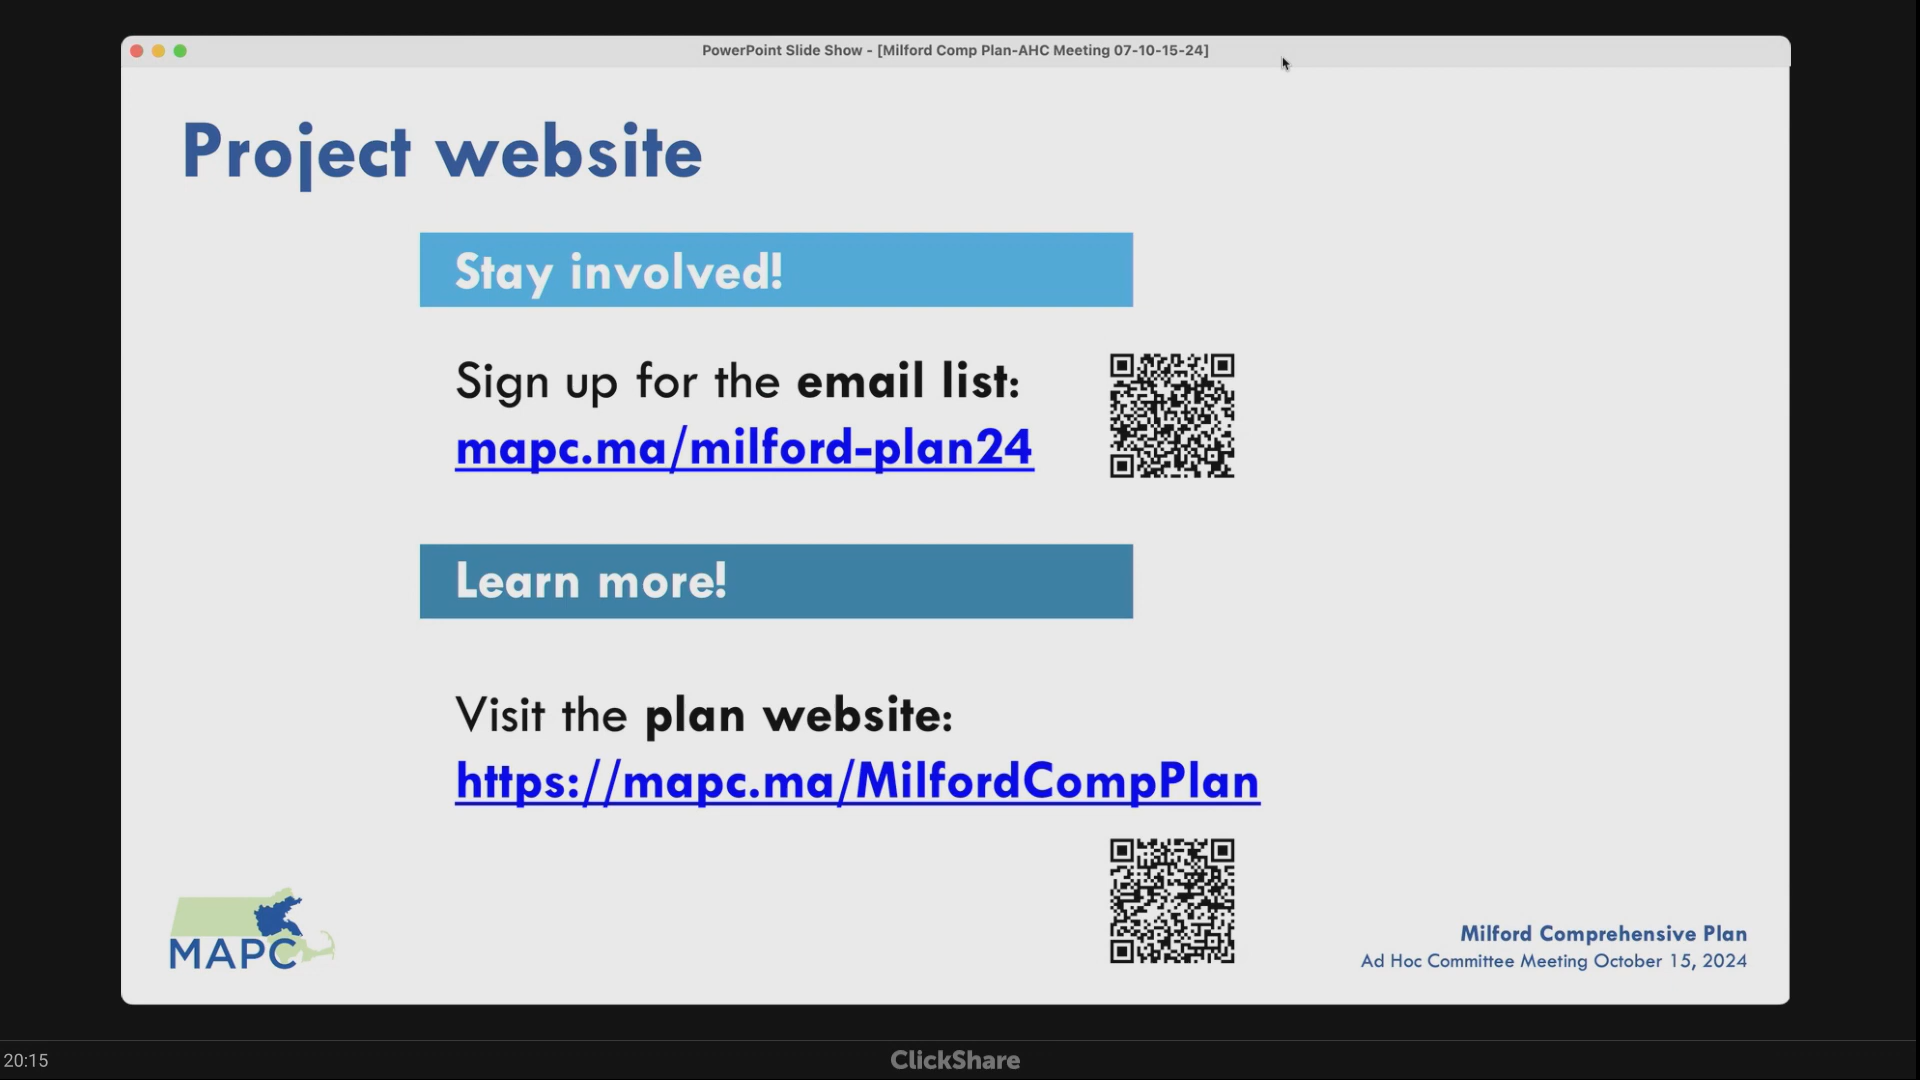 PowerPoint Slide Show - [Milford Comp Plan-AHC Meeting 07-10-15-24]
Project website
Stay involved!
Sign up for the email list:
mapc.ma/milford-plan24
Learn more!
Visit the plan website:
https://mapc.ma/MilfordCompPlan
MAPC
Milford Comprehensive Plan
Ad Hoc Committee Meeting October 15, 2024
20:15
ClickShare